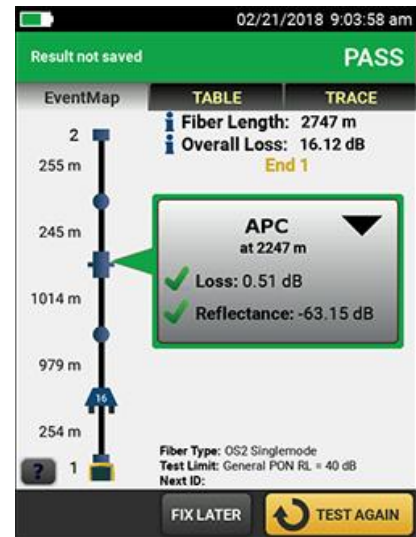 02/21/2018 9:03:58 am
Result not saved PASS
EventMap TABLE TRACE
Fiber Length: 2747 m
Overall Loss: 16.12 dB
End 1
2
255 m
245 m
1014 m
979 m
16
254 m
? 1
APC
at 2247 m
Loss: 0.51 dB
Reflectance: -63.15 dB
Fiber Type: OS2 Singlemode
Test Limit: General PON RL = 40 dB
Next ID:
FIX LATER TEST AGAIN